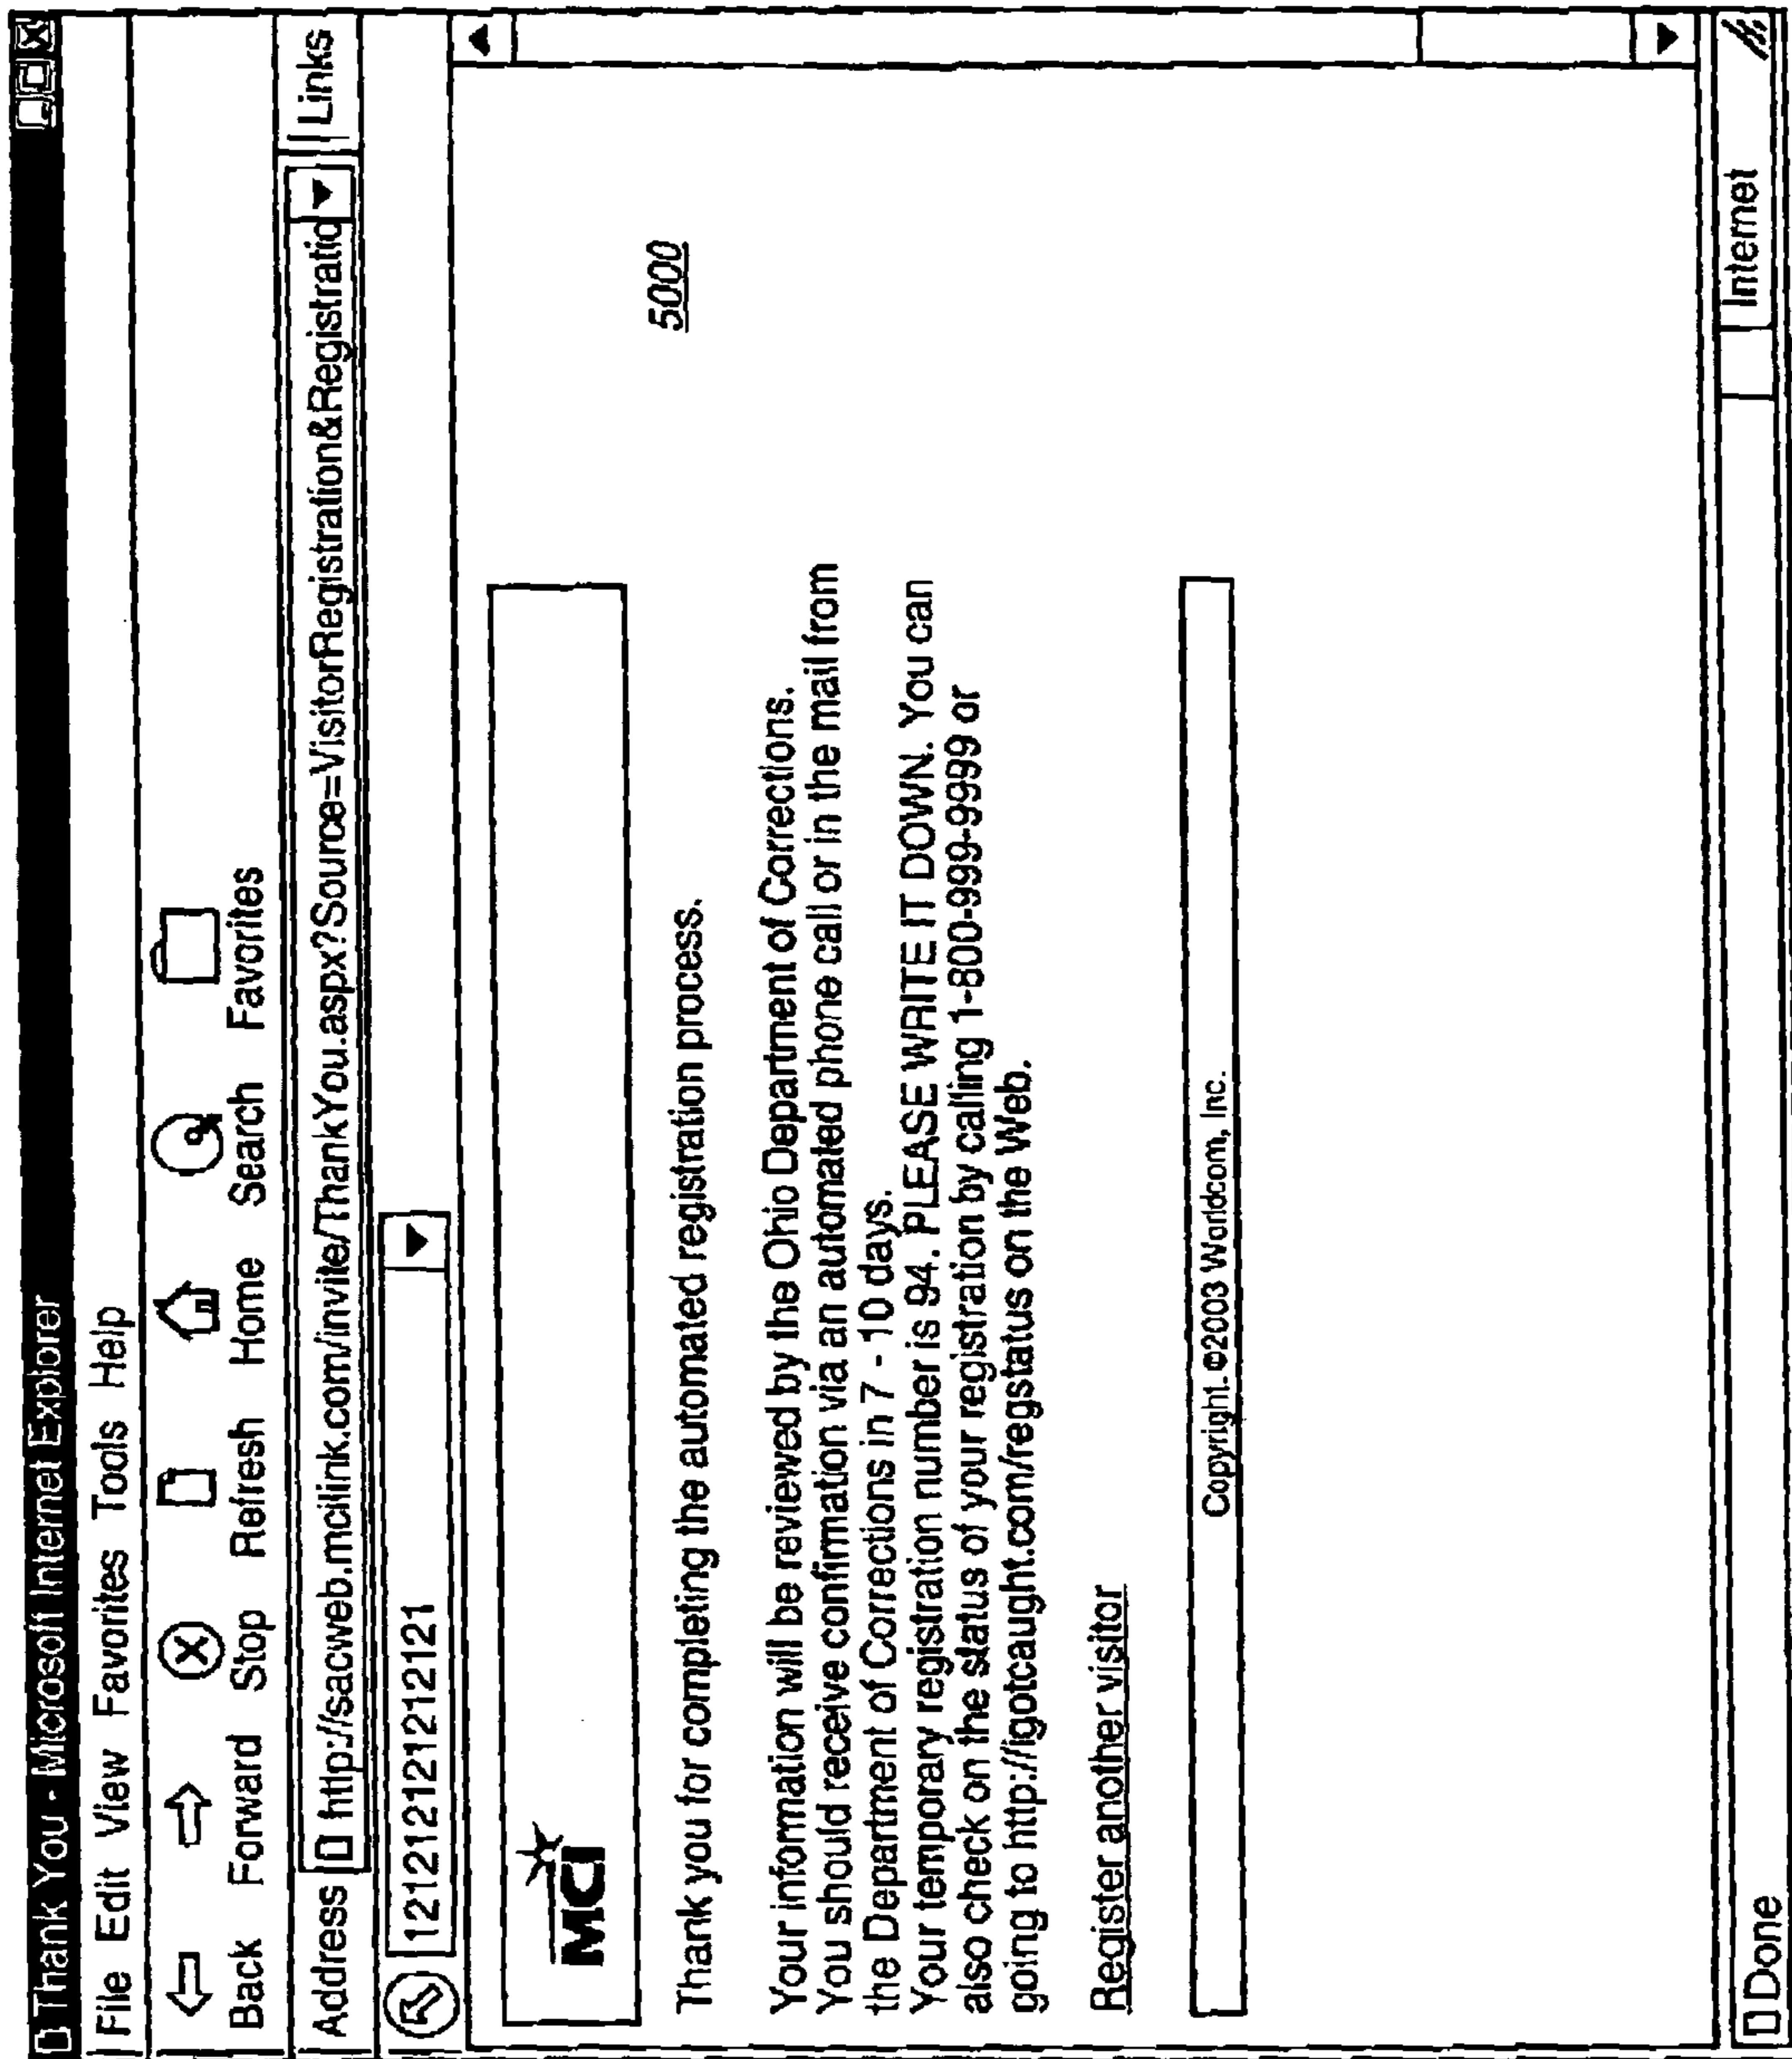 Thank You - Microsoft Internet Explorer
File Edit View Favorites Tools Help
Back Forward Stop Refresh Home Search Favorites
Address http://sacweb.mcilink.com/invite/ThankYou.aspx?Source=VisitorRegistration&Registratio Links
121212121212121
MCI
5000
Thank you for completing the automated registration process.
Your information will be reviewed by the Ohio Department of Corrections.
You should receive confirmation via an automated phone call or in the mail from
the Department of Corrections in 7 - 10 days.
Your temporary registration number is 94. PLEASE WRITE IT DOWN. You can
also check on the status of your registration by calling 1-800-999-9999 or
going to http://igotcaught.com/regstatus on the Web.
Register another visitor
Copyright. ©2003 Worldcom, Inc.
Done Internet